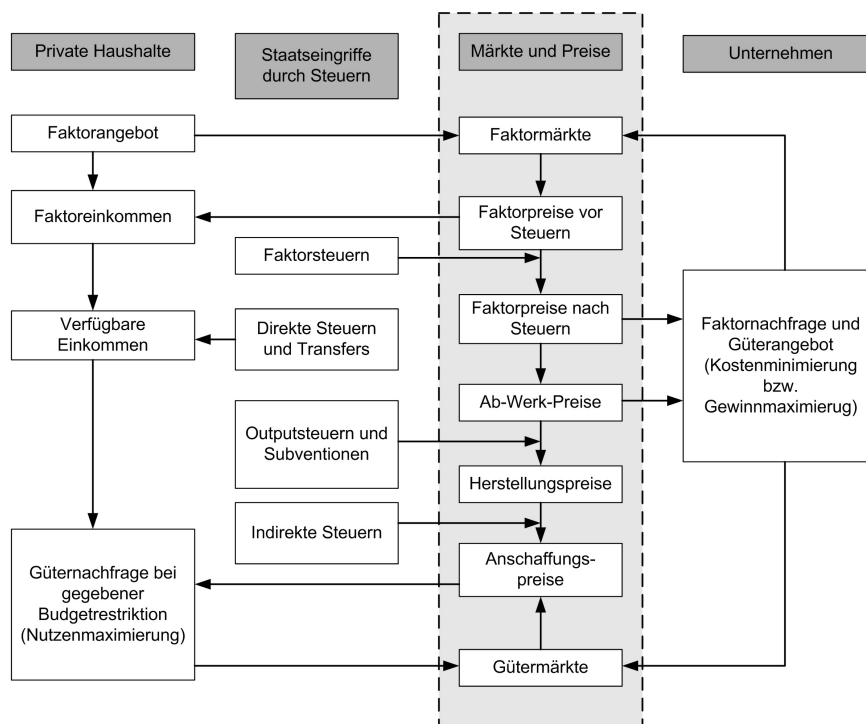 Private Haushalte
Staatseingriffe
durch Steuern
Märkte und Preise
Unternehmen
Faktorangebot
Faktormärkte
Faktoreinkommen
Faktorpreise vor
Steuern
Faktorsteuern
Verfügbare
Einkommen
Direkte Steuern
und Transfers
Faktorpreise nach
Steuern
Faktornachfrage und
Güterangebot
(Kostenminimierung
bzw.
Gewinnmaximierug)
Ab-Werk-Preise
Outputsteuern und
Subventionen
Herstellungspreise
Indirekte Steuern
Anschaffungs-
preise
Güternachfrage bei
gegebener
Budgetrestriktion
(Nutzenmaximierung)
Gütermärkte